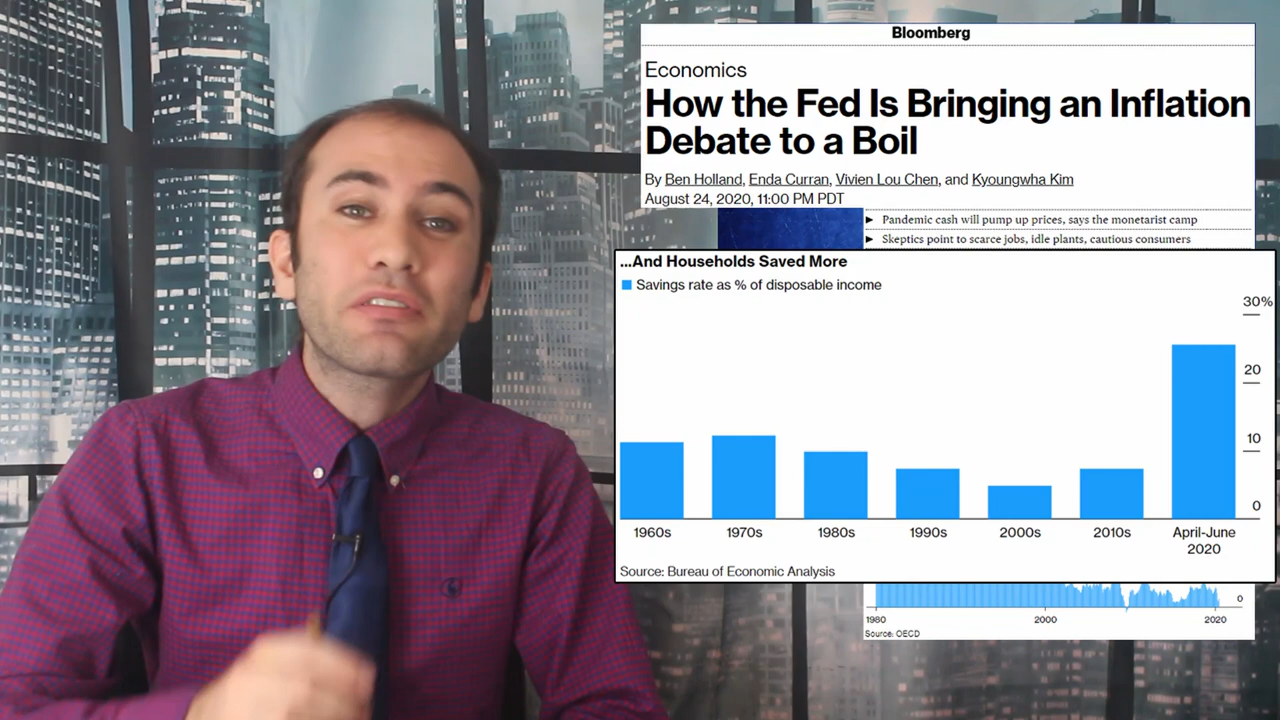 Bloomberg
Economics
How the Fed Is Bringing an Inflation
Debate to a Boil
By Ben Holland, Enda Curran, Vivien Lou Chen, and Kyoungwha Kim
August 24, 2020, 11:00 PM PDT
► Pandemic cash will pump up prices, says the monetarist camp
► Skeptics point to scarce jobs, idle plants, cautious consumers
...And Households Saved More
Savings rate as % of disposable income
30%
20
10
0
1960s 1970s 1980s 1990s 2000s 2010s April-June
2020
Source: Bureau of Economic Analysis
0
1980 2000 2020
Source: OECD